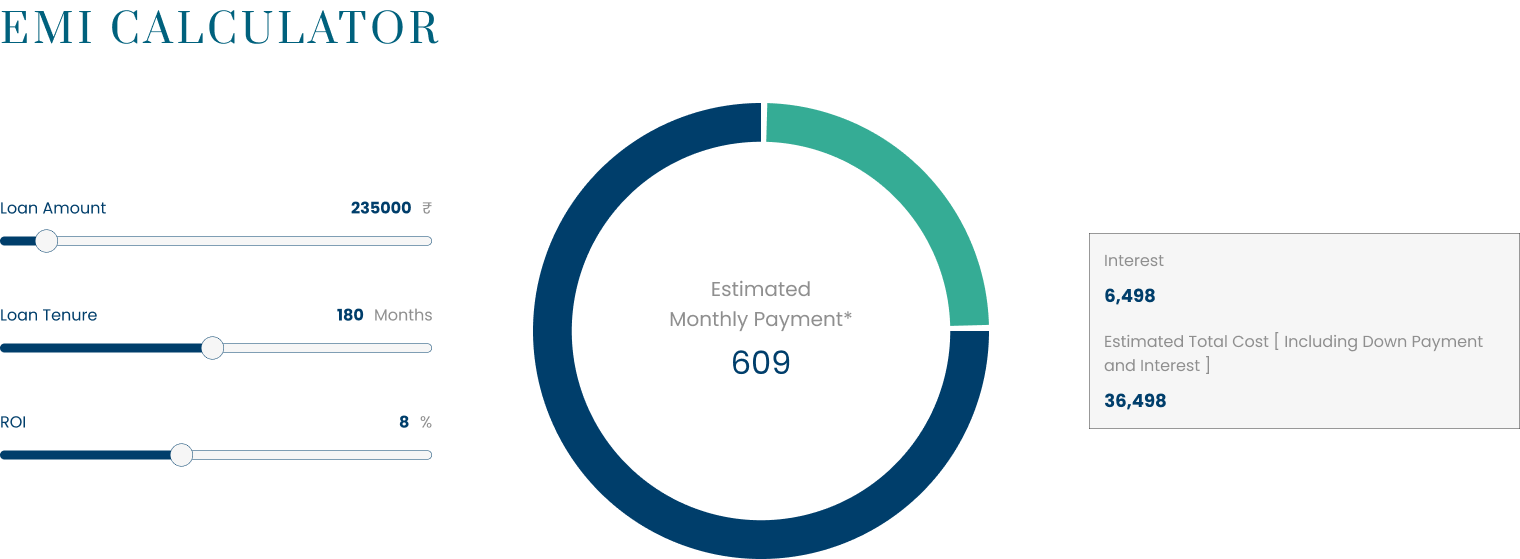 EMI CALCULATOR
Loan Amount 235000 ₹
Loan Tenure 180 Months
ROI 8 %
Estimated
Monthly Payment*
609
Interest
6,498
Estimated Total Cost [ Including Down Payment
and Interest ]
36,498